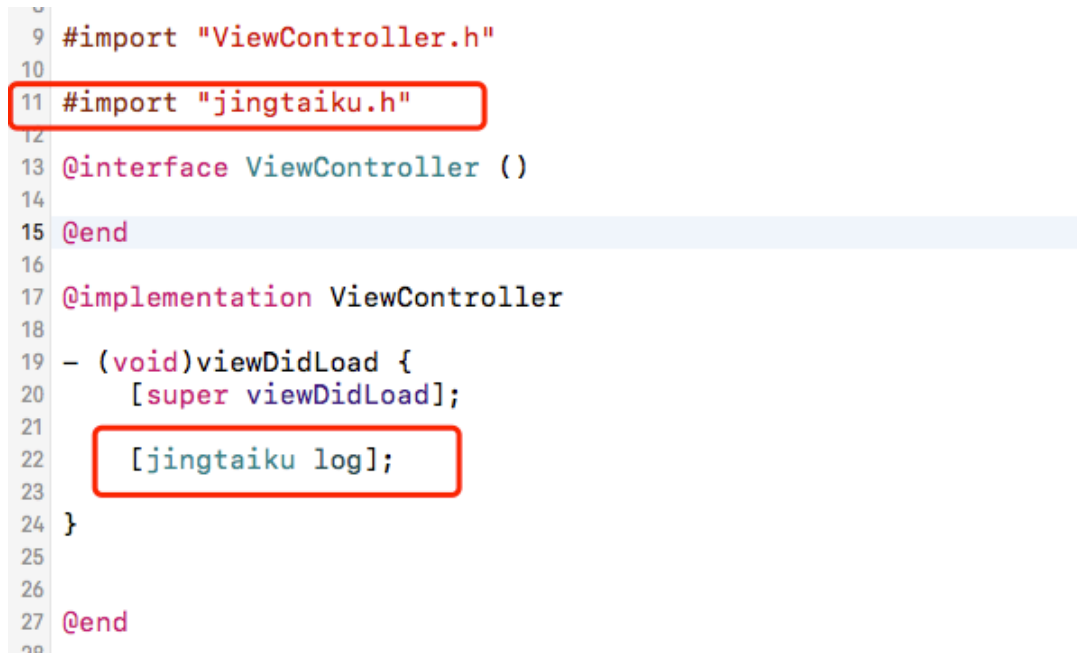 9 #import "ViewController.h"
10
11 #import "jingtaiku.h"
12
13 @interface ViewController ()
14
15 @end
16
17 @implementation ViewController
18
19 - (void)viewDidLoad {
20     [super viewDidLoad];
21
22     [jingtaiku log];
23
24 }
25
26
27 @end
28